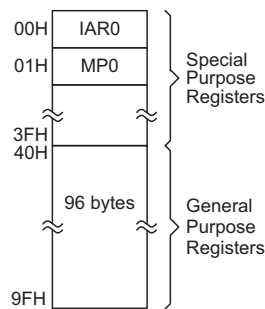 00H
IAR0
01H
MP0
Special
Purpose
Registers
3FH
40H
96 bytes
General
Purpose
Registers
9FH